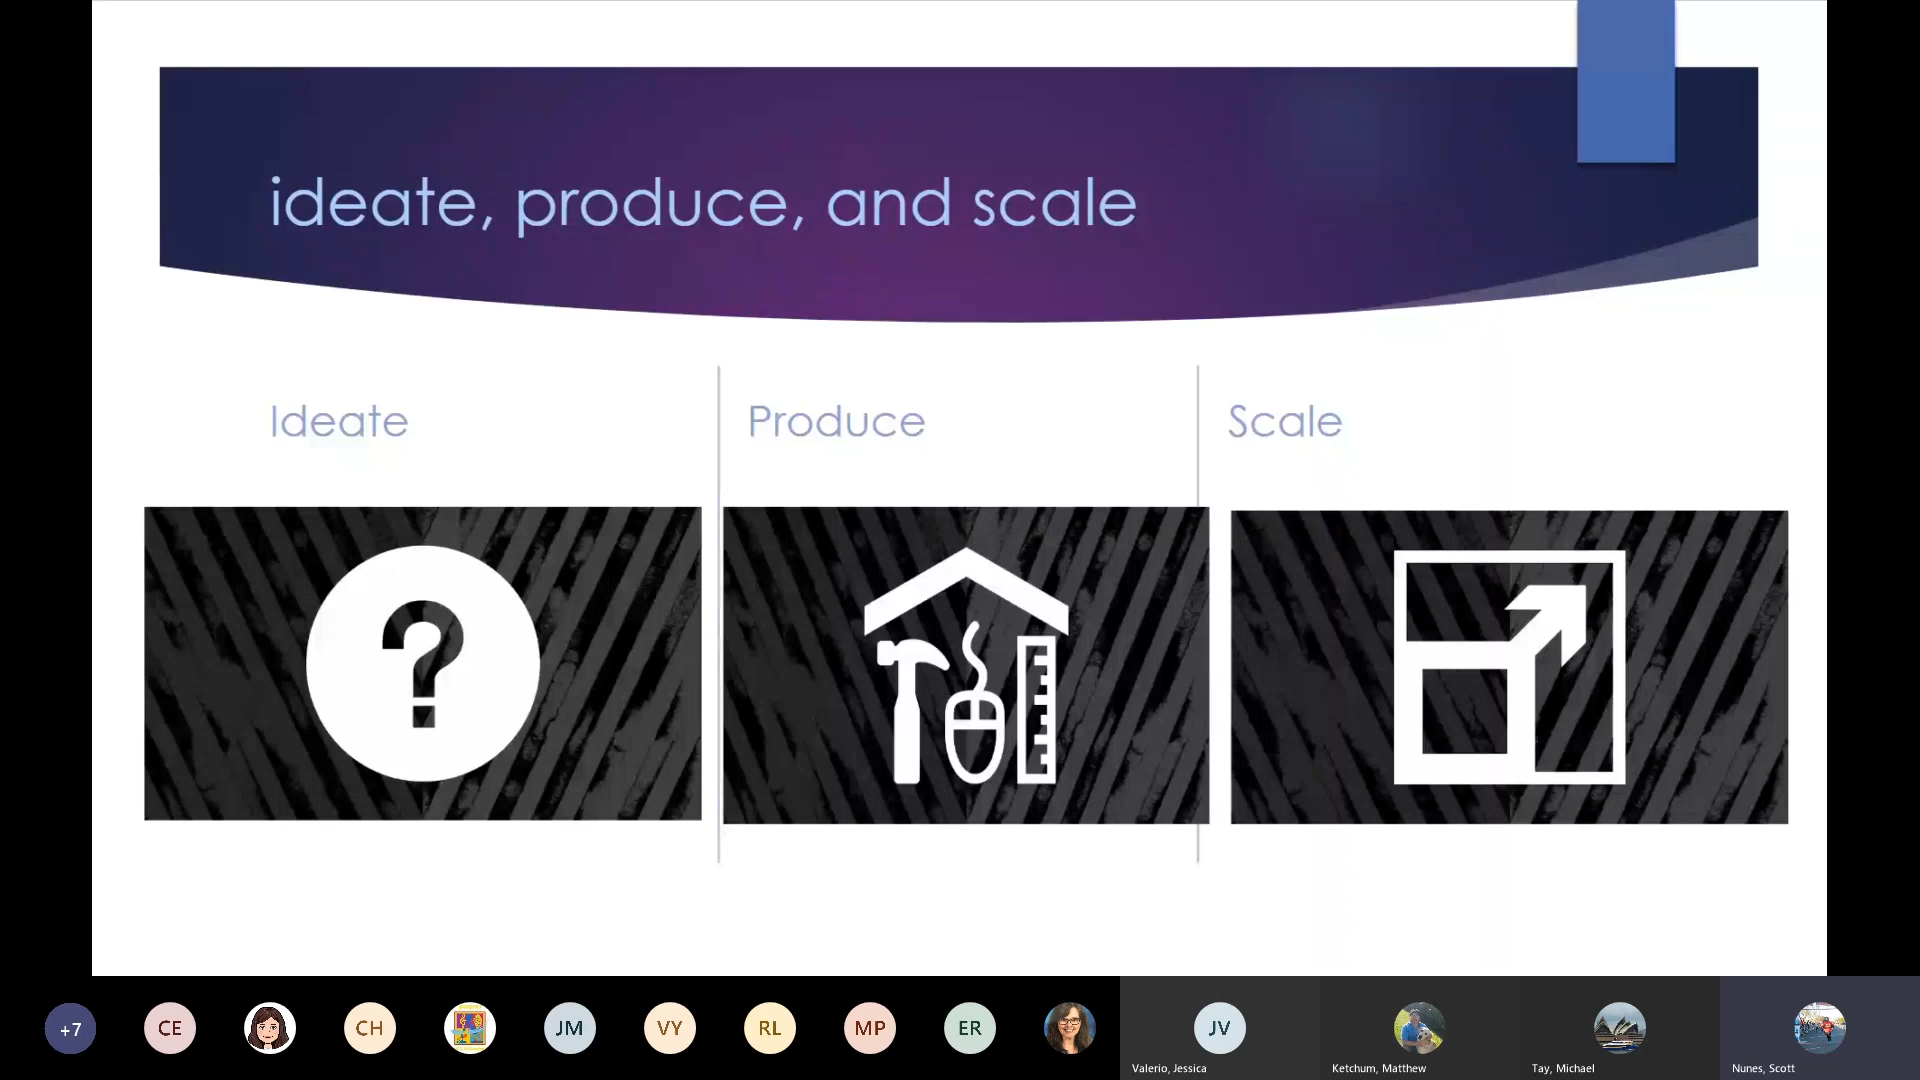 ideate, produce, and scale
Ideate
Produce
Scale
?
+7
CE
CH
JM
VY
RL
MP
ER
JV
Valerio, Jessica
Ketchum, Matthew
Tay, Michael
Nunes, Scott